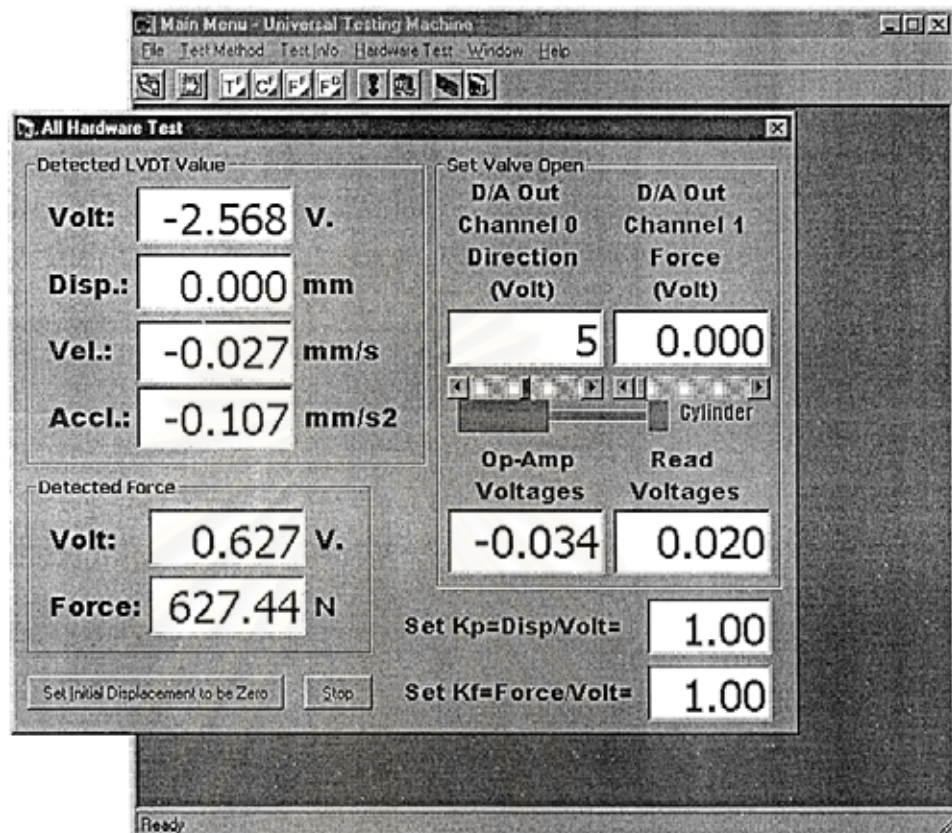 Main Menu - Universal Testing Machine
File Test Method Test Info Hardware Test Window Help
All Hardware Test
Detected LVDT Value
Volt: -2.568 V.
Disp.: 0.000 mm
Vel.: -0.027 mm/s
Accl.: -0.107 mm/s2
Detected Force
Volt: 0.627 V.
Force: 627.44 N
Set Initial Displacement to be Zero Stop
Set Valve Open
D/A Out D/A Out
Channel 0 Channel 1
Direction Force
(Volt) (Volt)
5 0.000
Cylinder
Op-Amp Read
Voltages Voltages
-0.034 0.020
Set Kp=Disp/Volt= 1.00
Set Kf=Force/Volt= 1.00
Ready